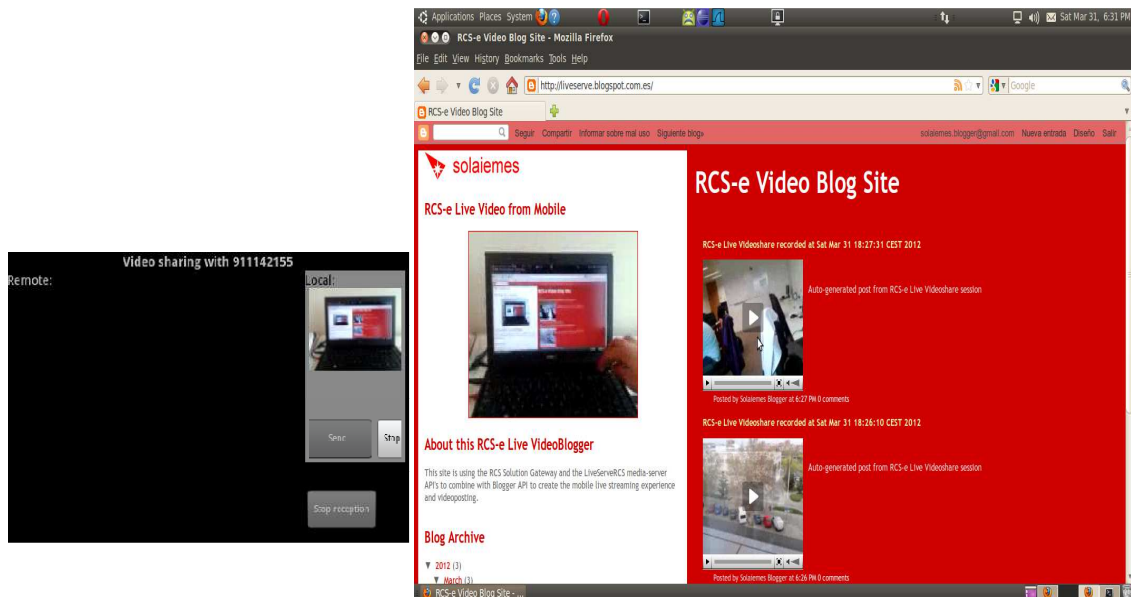 Video sharing with 911142155
Remote:
Local:
Send
Stop
Stop reception
Applications Places System
Sat Mar 31, 6:31 PM
RCS-e Video Blog Site - Mozilla Firefox
File Edit View History Bookmarks Tools Help
http://liveserve.blogspot.com.es/
Google
RCS-e Video Blog Site
Seguir Compartir Informar sobre mal uso Siguiente blog»
solaiemes.blogger@gmail.com Nueva entrada Diseño Salir
solaiemes
RCS-e Live Video from Mobile
About this RCS-e Live VideoBlogger
This site is using the RCS Solution Gateway and the LiveServeRCS media-server
API's to combine with Blogger API to create the mobile live streaming experience
and videoposting.
Blog Archive
▼ 2012 (3)
▼ March (3)
RCS-e Video Blog Site
RCS-e Live Videoshare recorded at Sat Mar 31 18:27:31 CEST 2012
Auto-generated post from RCS-e Live Videoshare session
Posted by Solaiemes Blogger at 6:27 PM 0 comments
RCS-e Live Videoshare recorded at Sat Mar 31 18:26:10 CEST 2012
Auto-generated post from RCS-e Live Videoshare session
Posted by Solaiemes Blogger at 6:26 PM 0 comments
RCS-e Video Blog Site - ...